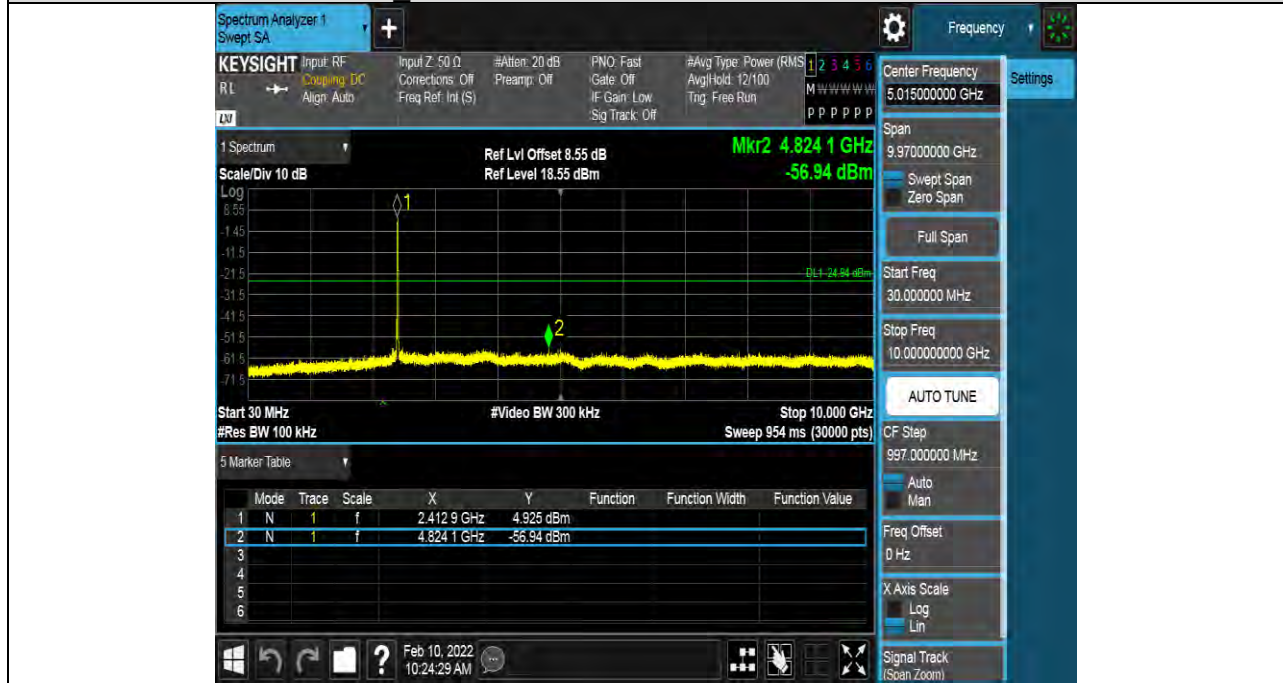 Spectrum Analyzer 1
Swept SA
+
Frequency
KEYSIGHT Input: RF Input Z: 50 Ω #Atten: 20 dB PNO: Fast #Avg Type: Power (RMS 1 2 3 4 5 6
RL Coupling: DC Corrections: Off Preamp: Off Gate: Off Avg|Hold: 12/100 M W W W W W
Align: Auto Freq Ref: Int (S) IF Gain: Low Trig: Free Run
LXI Sig Track: Off P P P P P P
1 Spectrum
Ref Lvl Offset 8.55 dB Mkr2 4.824 1 GHz
Scale/Div 10 dB Ref Level 18.55 dBm -56.94 dBm
Log
8.55
-1.45
-11.5
-21.5
-31.5
-41.5
-51.5
-61.5
-71.5
1
DL1 -24.94 dBm
2
Start 30 MHz #Video BW 300 kHz Stop 10.000 GHz
#Res BW 100 kHz Sweep 954 ms (30000 pts)
5 Marker Table
Mode Trace Scale X Y Function Function Width Function Value
1 N 1 f 2.412 9 GHz 4.925 dBm
2 N 1 f 4.824 1 GHz -56.94 dBm
3
4
5
6
?
Feb 10, 2022
10:24:29 AM
Center Frequency
5.015000000 GHz
Settings
Span
9.97000000 GHz
Swept Span
Zero Span
Full Span
Start Freq
30.000000 MHz
Stop Freq
10.000000000 GHz
AUTO TUNE
CF Step
997.000000 MHz
Auto
Man
Freq Offset
0 Hz
X Axis Scale
Log
Lin
Signal Track
(Span Zoom)